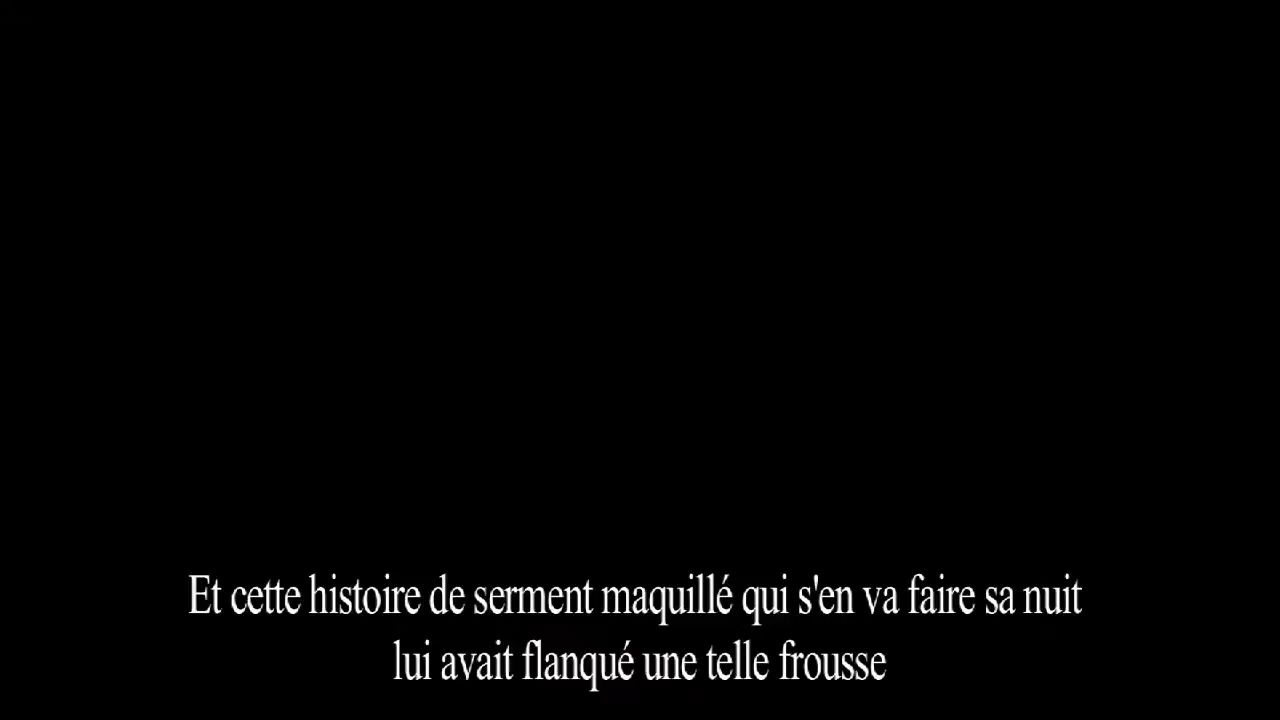 Et cette histoire de serment maquillé qui s'en va faire sa nuit
lui avait flanqué une telle frousse